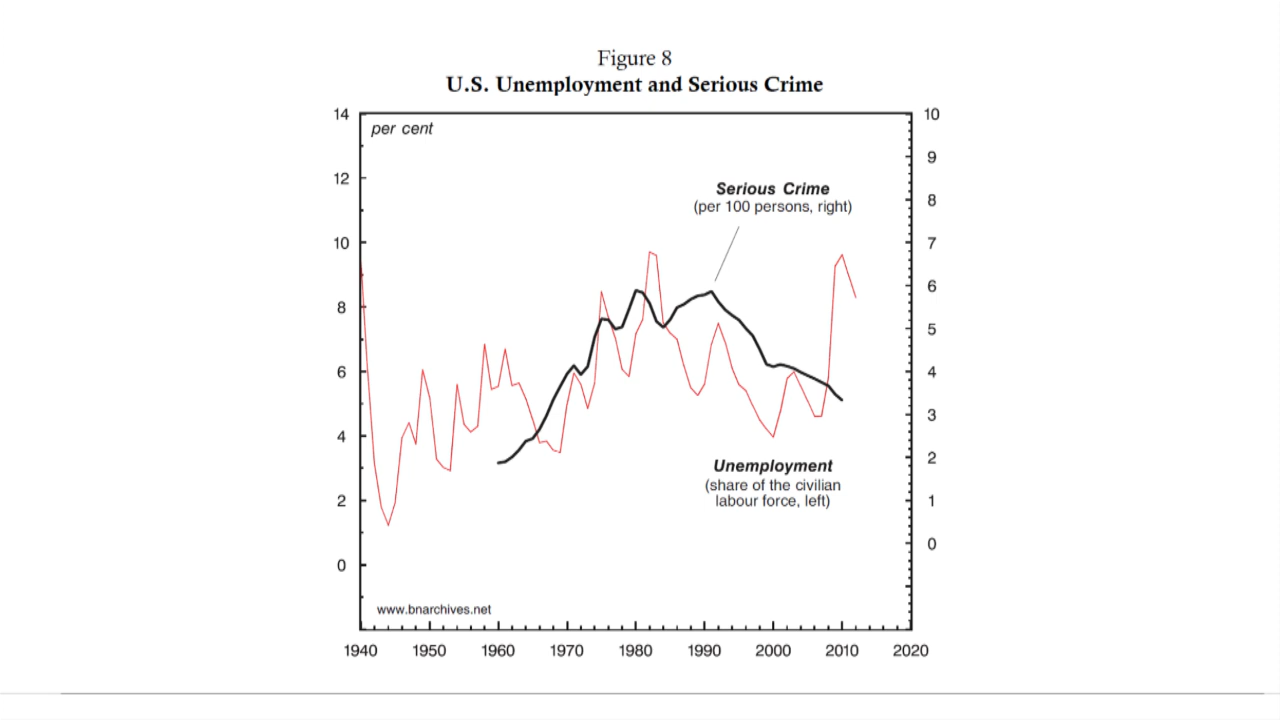 Figure 8
U.S. Unemployment and Serious Crime
per cent
14
12
10
8
6
4
2
0
10
9
8
7
6
5
4
3
2
1
0
Serious Crime
(per 100 persons, right)
Unemployment
(share of the civilian
labour force, left)
www.bnarchives.net
1940 1950 1960 1970 1980 1990 2000 2010 2020